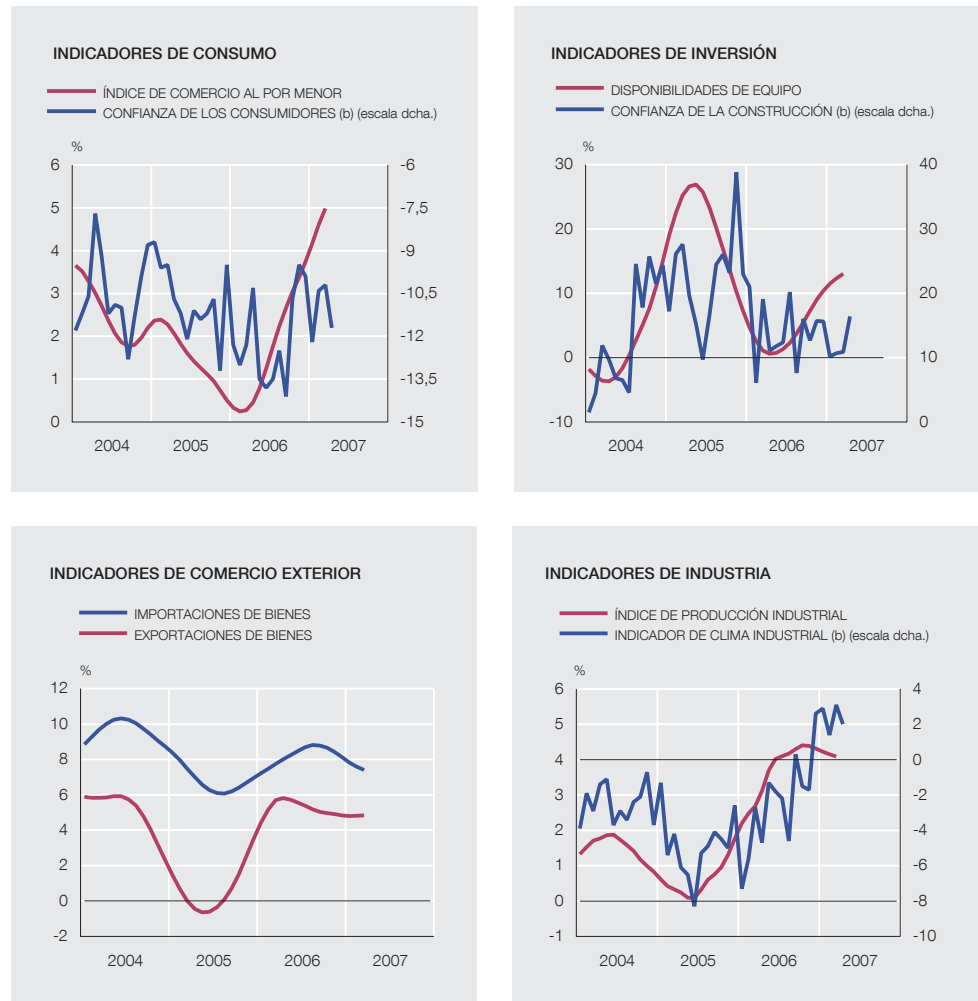 INDICADORES DE CONSUMO
ÍNDICE DE COMERCIO AL POR MENOR
CONFIANZA DE LOS CONSUMIDORES (b) (escala dcha.)
%
6 -6
5 -7,5
4 -9
3 -10,5
2 -12
1 -13,5
0 -15
2004 2005 2006 2007
INDICADORES DE INVERSIÓN
DISPONIBILIDADES DE EQUIPO
CONFIANZA DE LA CONSTRUCCIÓN (b) (escala dcha.)
%
30 40
20 30
10 20
0 10
-10 0
2004 2005 2006 2007
INDICADORES DE COMERCIO EXTERIOR
IMPORTACIONES DE BIENES
EXPORTACIONES DE BIENES
%
12
10
8
6
4
2
0
-2
2004 2005 2006 2007
INDICADORES DE INDUSTRIA
ÍNDICE DE PRODUCCIÓN INDUSTRIAL
INDICADOR DE CLIMA INDUSTRIAL (b) (escala dcha.)
%
6 4
5 2
4 0
3 -2
2 -4
1 -6
0 -8
-1 -10
2004 2005 2006 2007